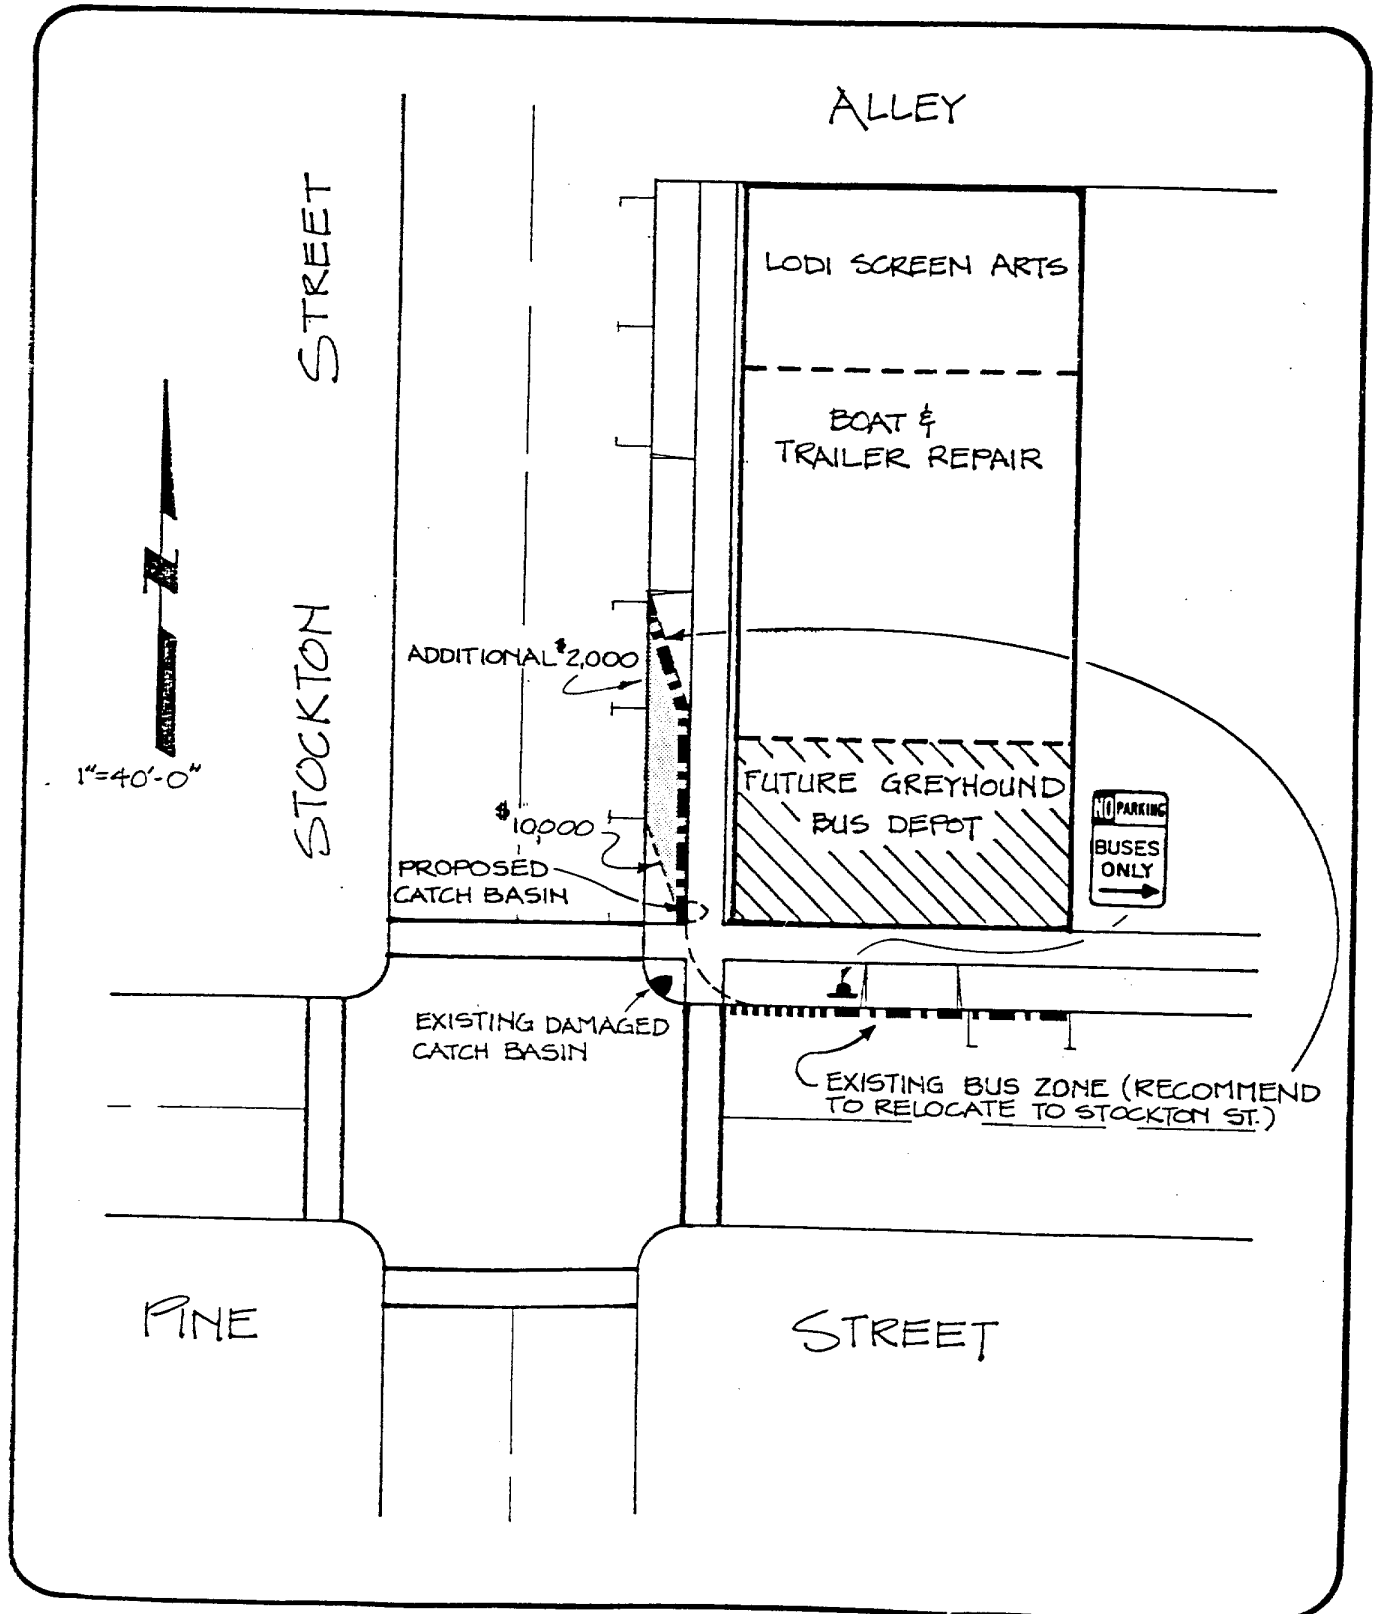 ALLEY
STOCKTON STREET
LODI SCREEN ARTS
BOAT &
TRAILER REPAIR
N
1"=40'-0"
ADDITIONAL $2,000
$10,000
PROPOSED
CATCH BASIN
FUTURE GREYHOUND
BUS DEPOT
NO PARKING
BUSES
ONLY
EXISTING DAMAGED
CATCH BASIN
EXISTING BUS ZONE (RECOMMEND
TO RELOCATE TO STOCKTON ST.)
PINE STREET